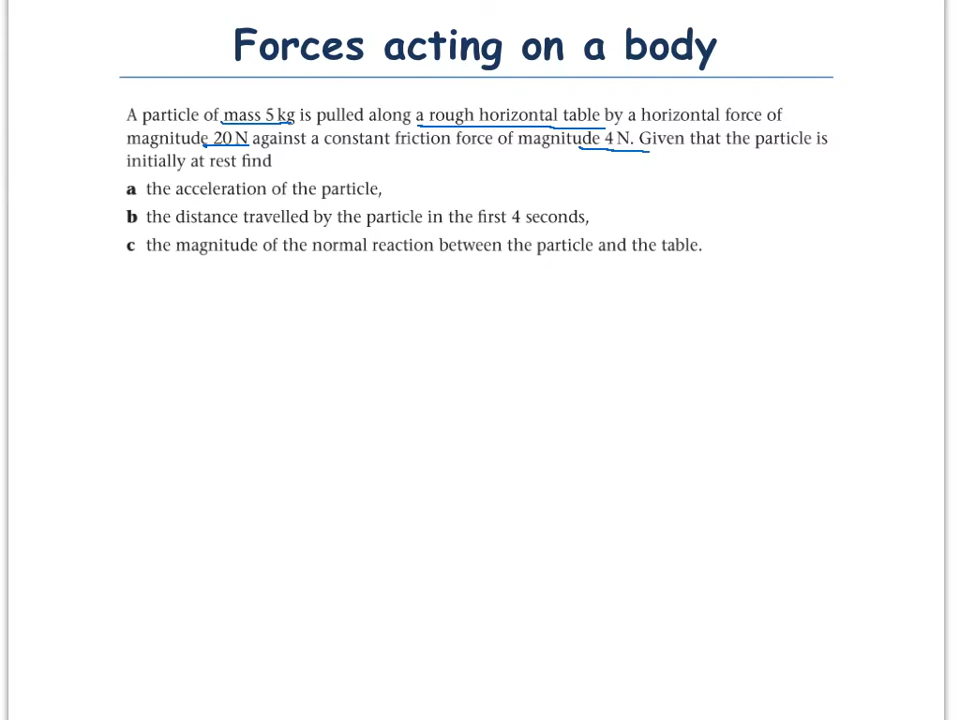 Forces acting on a body
A particle of mass 5 kg is pulled along a rough horizontal table by a horizontal force of
magnitude 20 N against a constant friction force of magnitude 4 N. Given that the particle is
initially at rest find
a the acceleration of the particle,
b the distance travelled by the particle in the first 4 seconds,
c the magnitude of the normal reaction between the particle and the table.